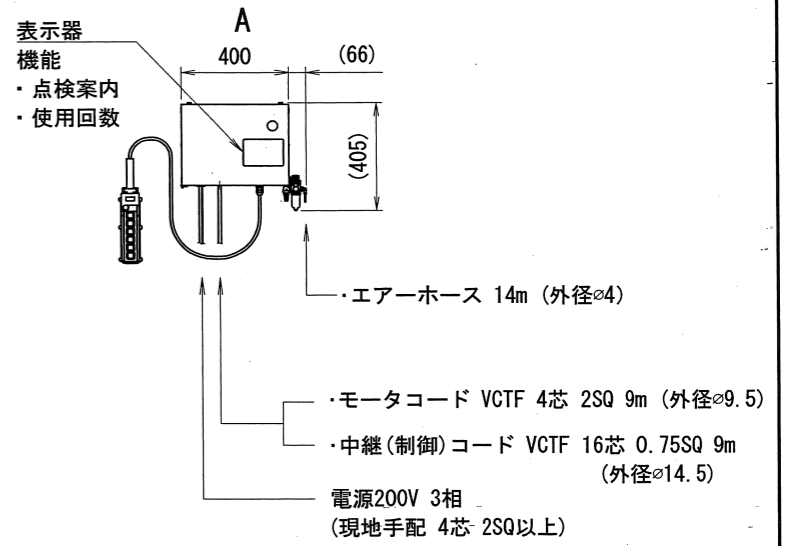 A
表示器
機能
・点検案内
・使用回数
400
(66)
(405)
・エアーホース 14m (外径⌀4)
・モータコード VCTF 4芯 2SQ 9m (外径⌀9.5)
・中継(制御)コード VCTF 16芯 0.75SQ 9m
(外径⌀14.5)
電源200V 3相
(現地手配 4芯 2SQ以上)